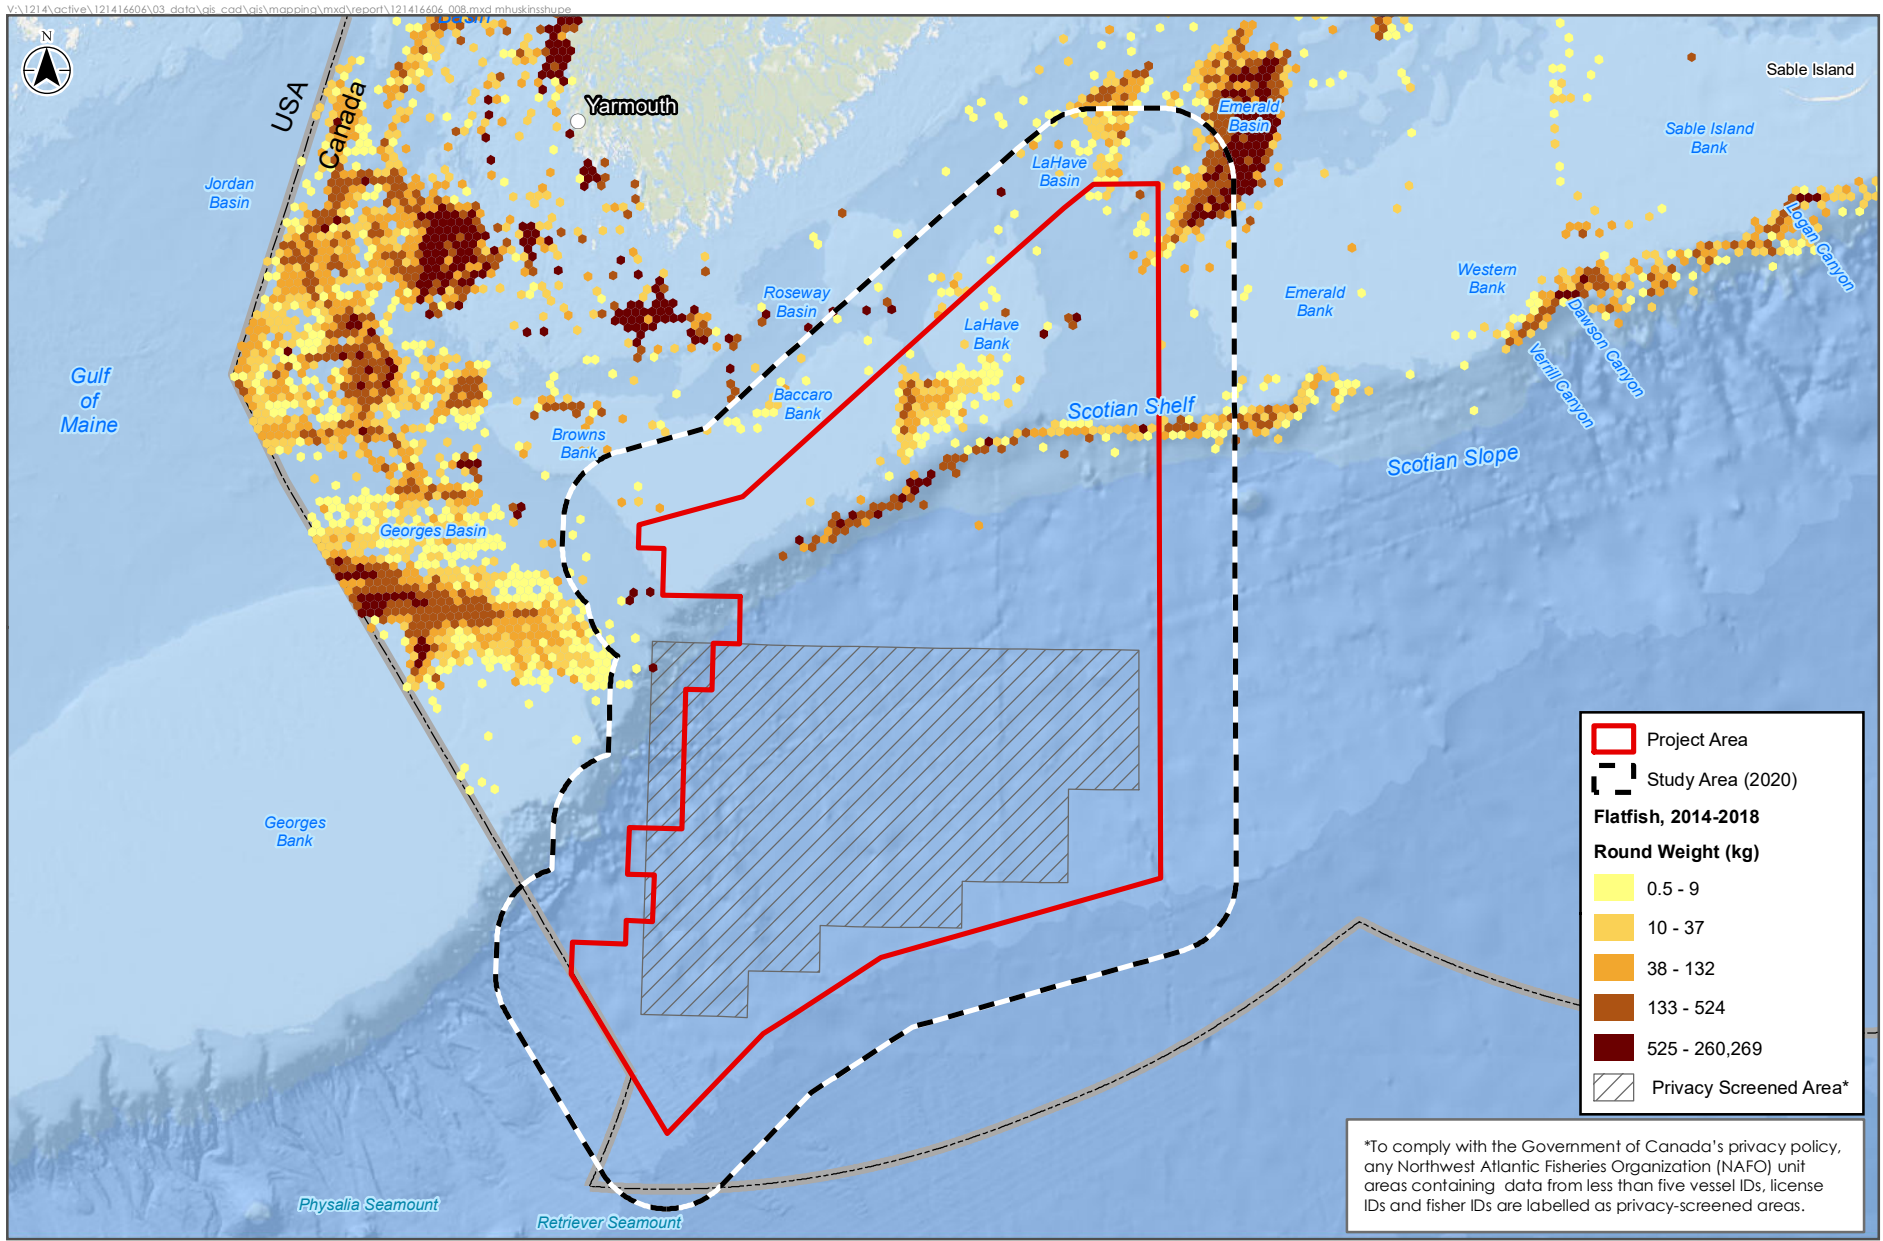 V:\1214\active\121416606\03_data\gis_cad\gis\mapping\mxd\report\121416606_008.mxd mhuskinsshupe
N
Basin
USA
Canada
Yarmouth
Sable Island
Emerald
Basin
Sable Island
Bank
LaHave
Basin
Jordan
Basin
Logan Canyon
Western
Bank
Roseway
Basin
Emerald
Bank
LaHave
Bank
Dawson Canyon
Verrill Canyon
Gulf
of
Maine
Baccaro
Bank
Scotian Shelf
Browns
Bank
Scotian Slope
Georges Basin
Georges
Bank
Physalia Seamount
Retriever Seamount
Project Area
Study Area (2020)
Flatfish, 2014-2018
Round Weight (kg)
0.5 - 9
10 - 37
38 - 132
133 - 524
525 - 260,269
Privacy Screened Area*
*To comply with the Government of Canada's privacy policy,
any Northwest Atlantic Fisheries Organization (NAFO) unit
areas containing data from less than five vessel IDs, license
IDs and fisher IDs are labelled as privacy-screened areas.